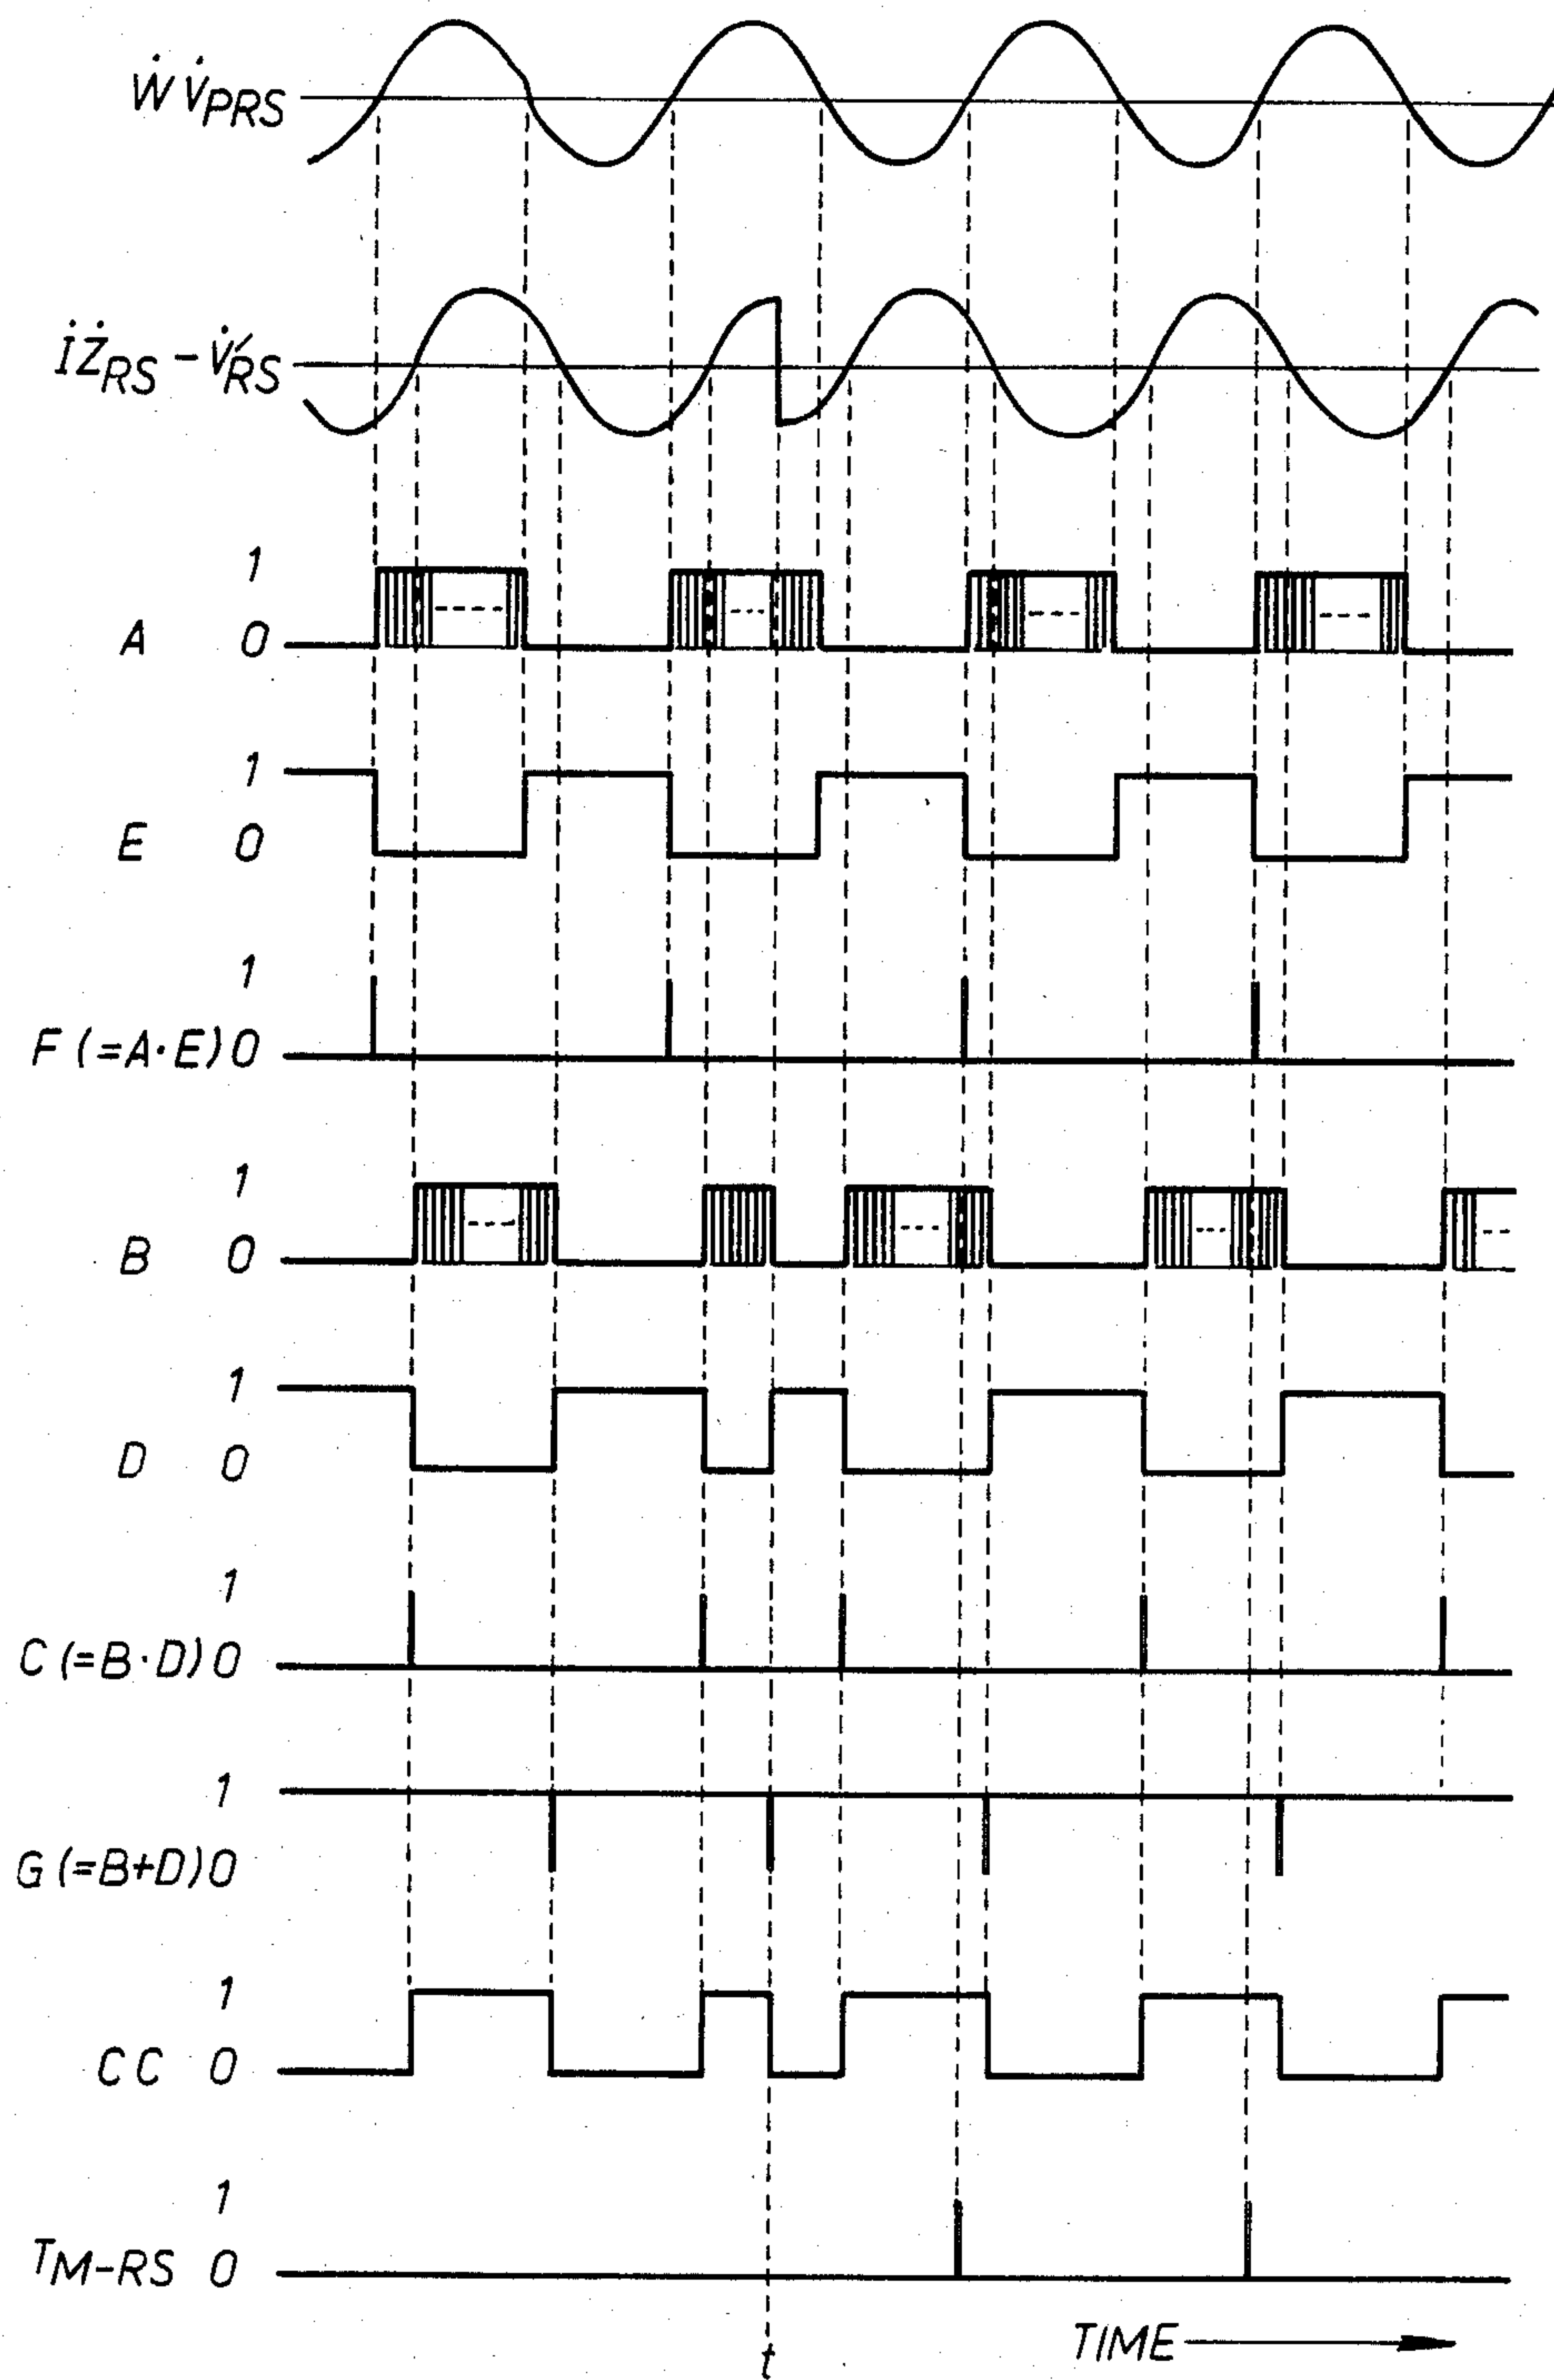 ẆV̇PRS
İŻRS - V̇′RS
1
A 0
1
E 0
1
F (=A·E) 0
1
B 0
1
D 0
1
C (=B·D) 0
1
G (=B+D) 0
1
CC 0
1
TM-RS 0
TIME
t